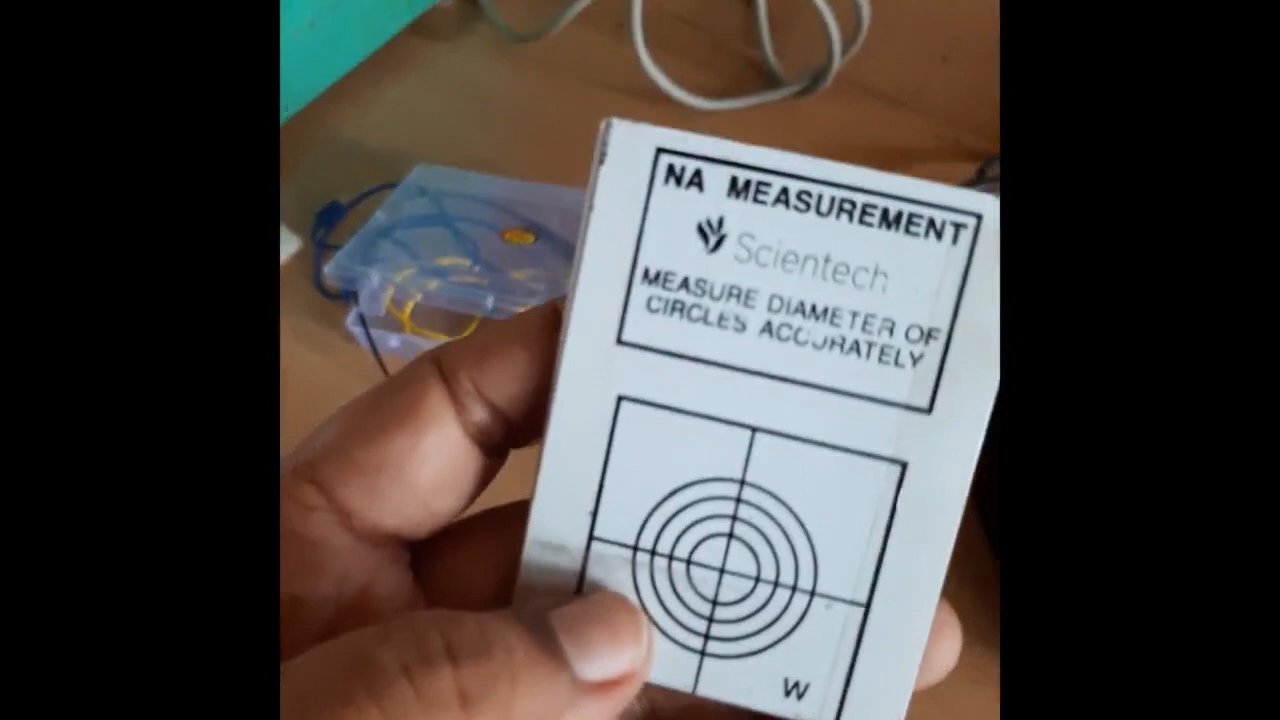 NA MEASUREMENT
Scientech
MEASURE DIAMETER OF
CIRCLES ACCURATELY
W